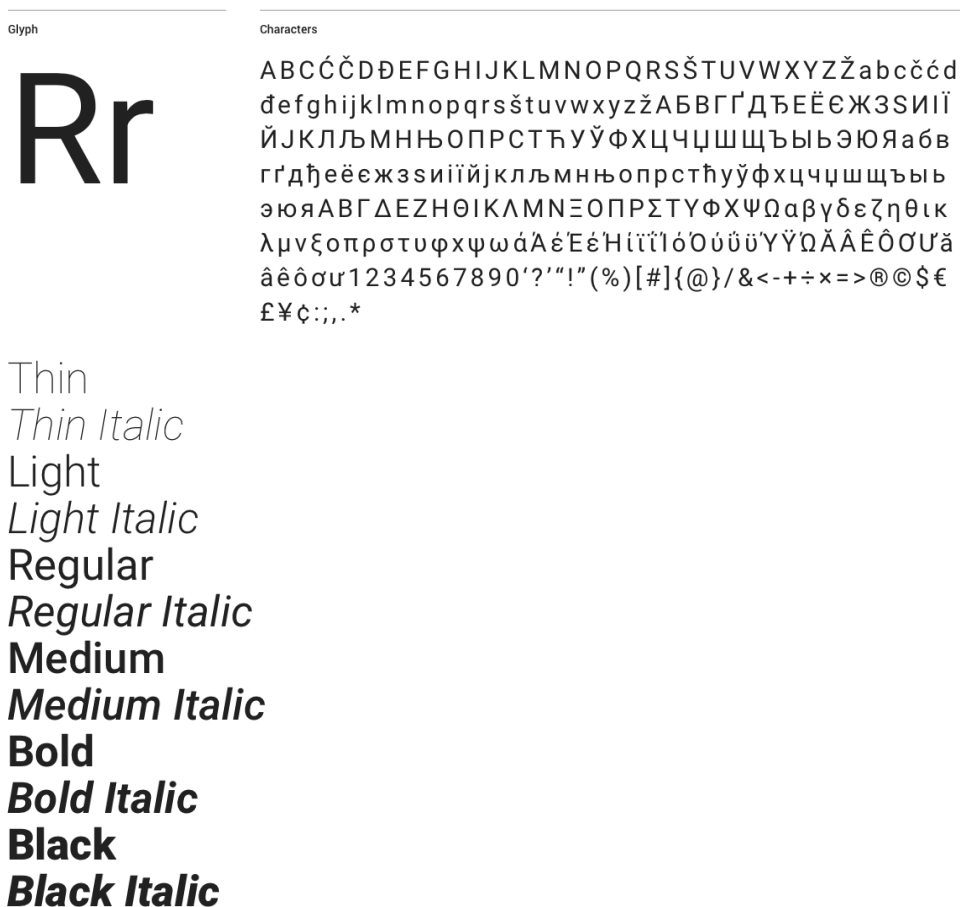 Glyph
Characters
Rr
ABCĆČDĐEFGHIJKLMNOPQRSŠTUVWXYZŽabcčćd
đefghijklmnopqrsštuvwxyzžАБВГҐДЂЕЁЄЖЗЅИІЇ
ЙЈКЛЉМНЊОПРСТЋУЎФХЦЧЏШЩЪЫЬЭЮЯабв
гґдђеёєжзѕиіїйјклљмнњопрстћуўфхцчџшщъыь
эюяΑΒΓΔΕΖΗΘΙΚΛΜΝΞΟΠΡΣΤΥΦΧΨΩαβγδεζηθικ
λμνξοπρστυφχψωάΆέΈέΉίϊΐΊόΌύΰϋΎΫΏĂÂÊÔƠƯă
âêôơư1234567890‘?’“!”(%)[#]{@}/&<-+÷×=>®©$€
£¥¢:;,.*
Thin
Thin Italic
Light
Light Italic
Regular
Regular Italic
Medium
Medium Italic
Bold
Bold Italic
Black
Black Italic